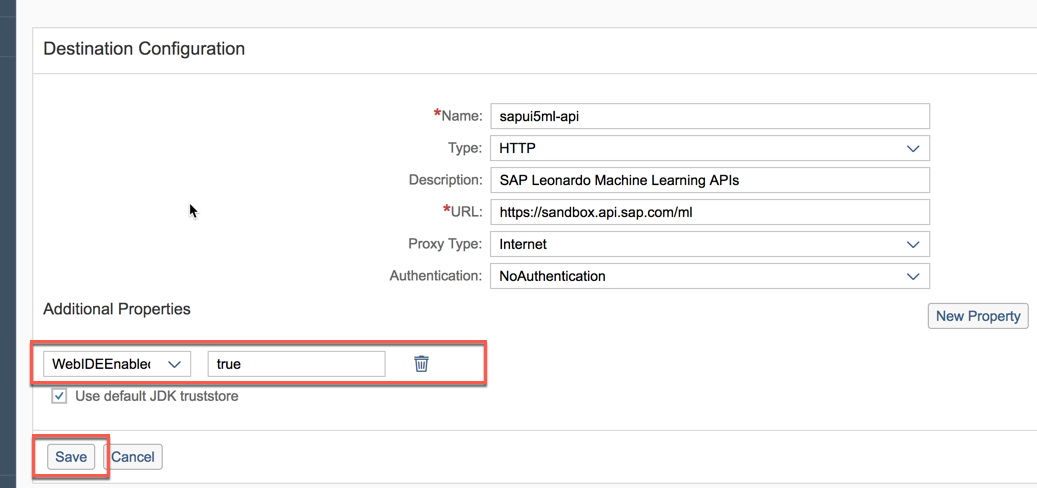 Destination Configuration
*Name: sapui5ml-api
Type: HTTP
Description: SAP Leonardo Machine Learning APIs
*URL: https://sandbox.api.sap.com/ml
Proxy Type: Internet
Authentication: NoAuthentication
Additional Properties
New Property
WebIDEEnabled true
Use default JDK truststore
Save Cancel